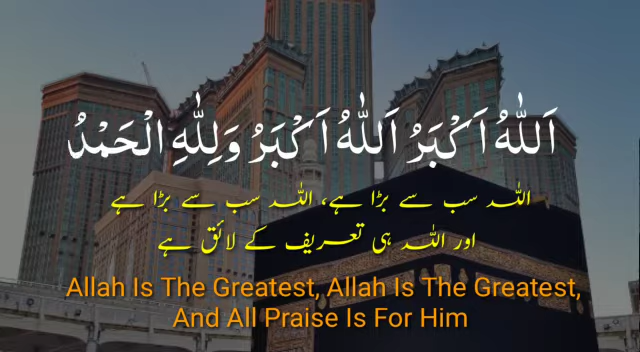 اَللّٰهُ اَكْبَرُ اَللّٰهُ اَكْبَرُ وَلِلّٰهِ الْحَمْدُ
اللہ سب سے بڑا ہے، اللہ سب سے بڑا ہے
اور اللہ ہی تعریف کے لائق ہے
Allah Is The Greatest, Allah Is The Greatest,
And All Praise Is For Him